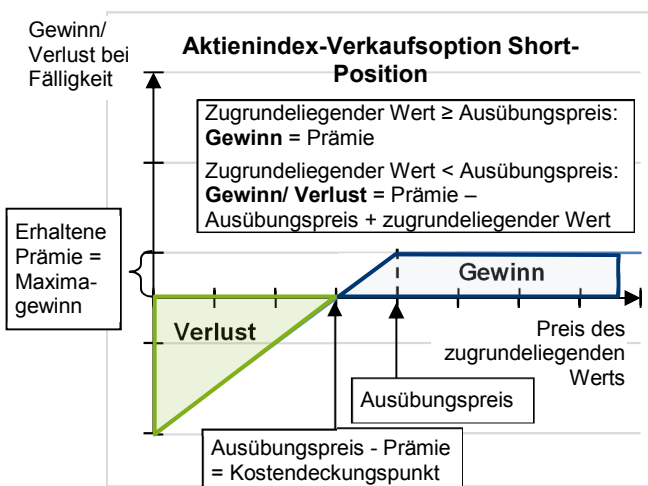 Gewinn/
Verlust bei
Fälligkeit
Aktienindex-Verkaufsoption Short-
Position
Zugrundeliegender Wert ≥ Ausübungspreis:
Gewinn = Prämie
Zugrundeliegender Wert < Ausübungspreis:
Gewinn/ Verlust = Prämie –
Ausübungspreis + zugrundeliegender Wert
Erhaltene
Prämie =
Maxima-
gewinn
Gewinn
Verlust
Preis des
zugrundeliegenden
Werts
Ausübungspreis
Ausübungspreis - Prämie
= Kostendeckungspunkt